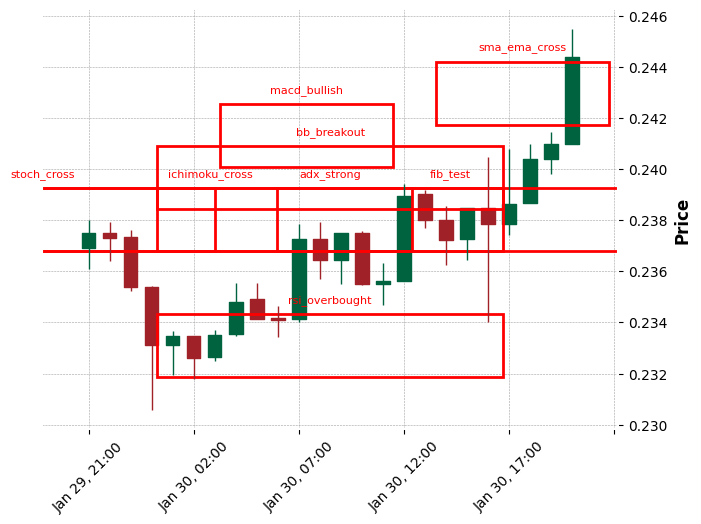 0.246
sma_ema_cross
0.244
macd_bullish
0.242
bb_breakout
0.240
stoch_cross
ichimoku_cross
adx_strong
fib_test
0.238
Price
0.236
rsi_overbought
0.234
0.232
0.230
Jan 29, 21:00
Jan 30, 02:00
Jan 30, 07:00
Jan 30, 12:00
Jan 30, 17:00